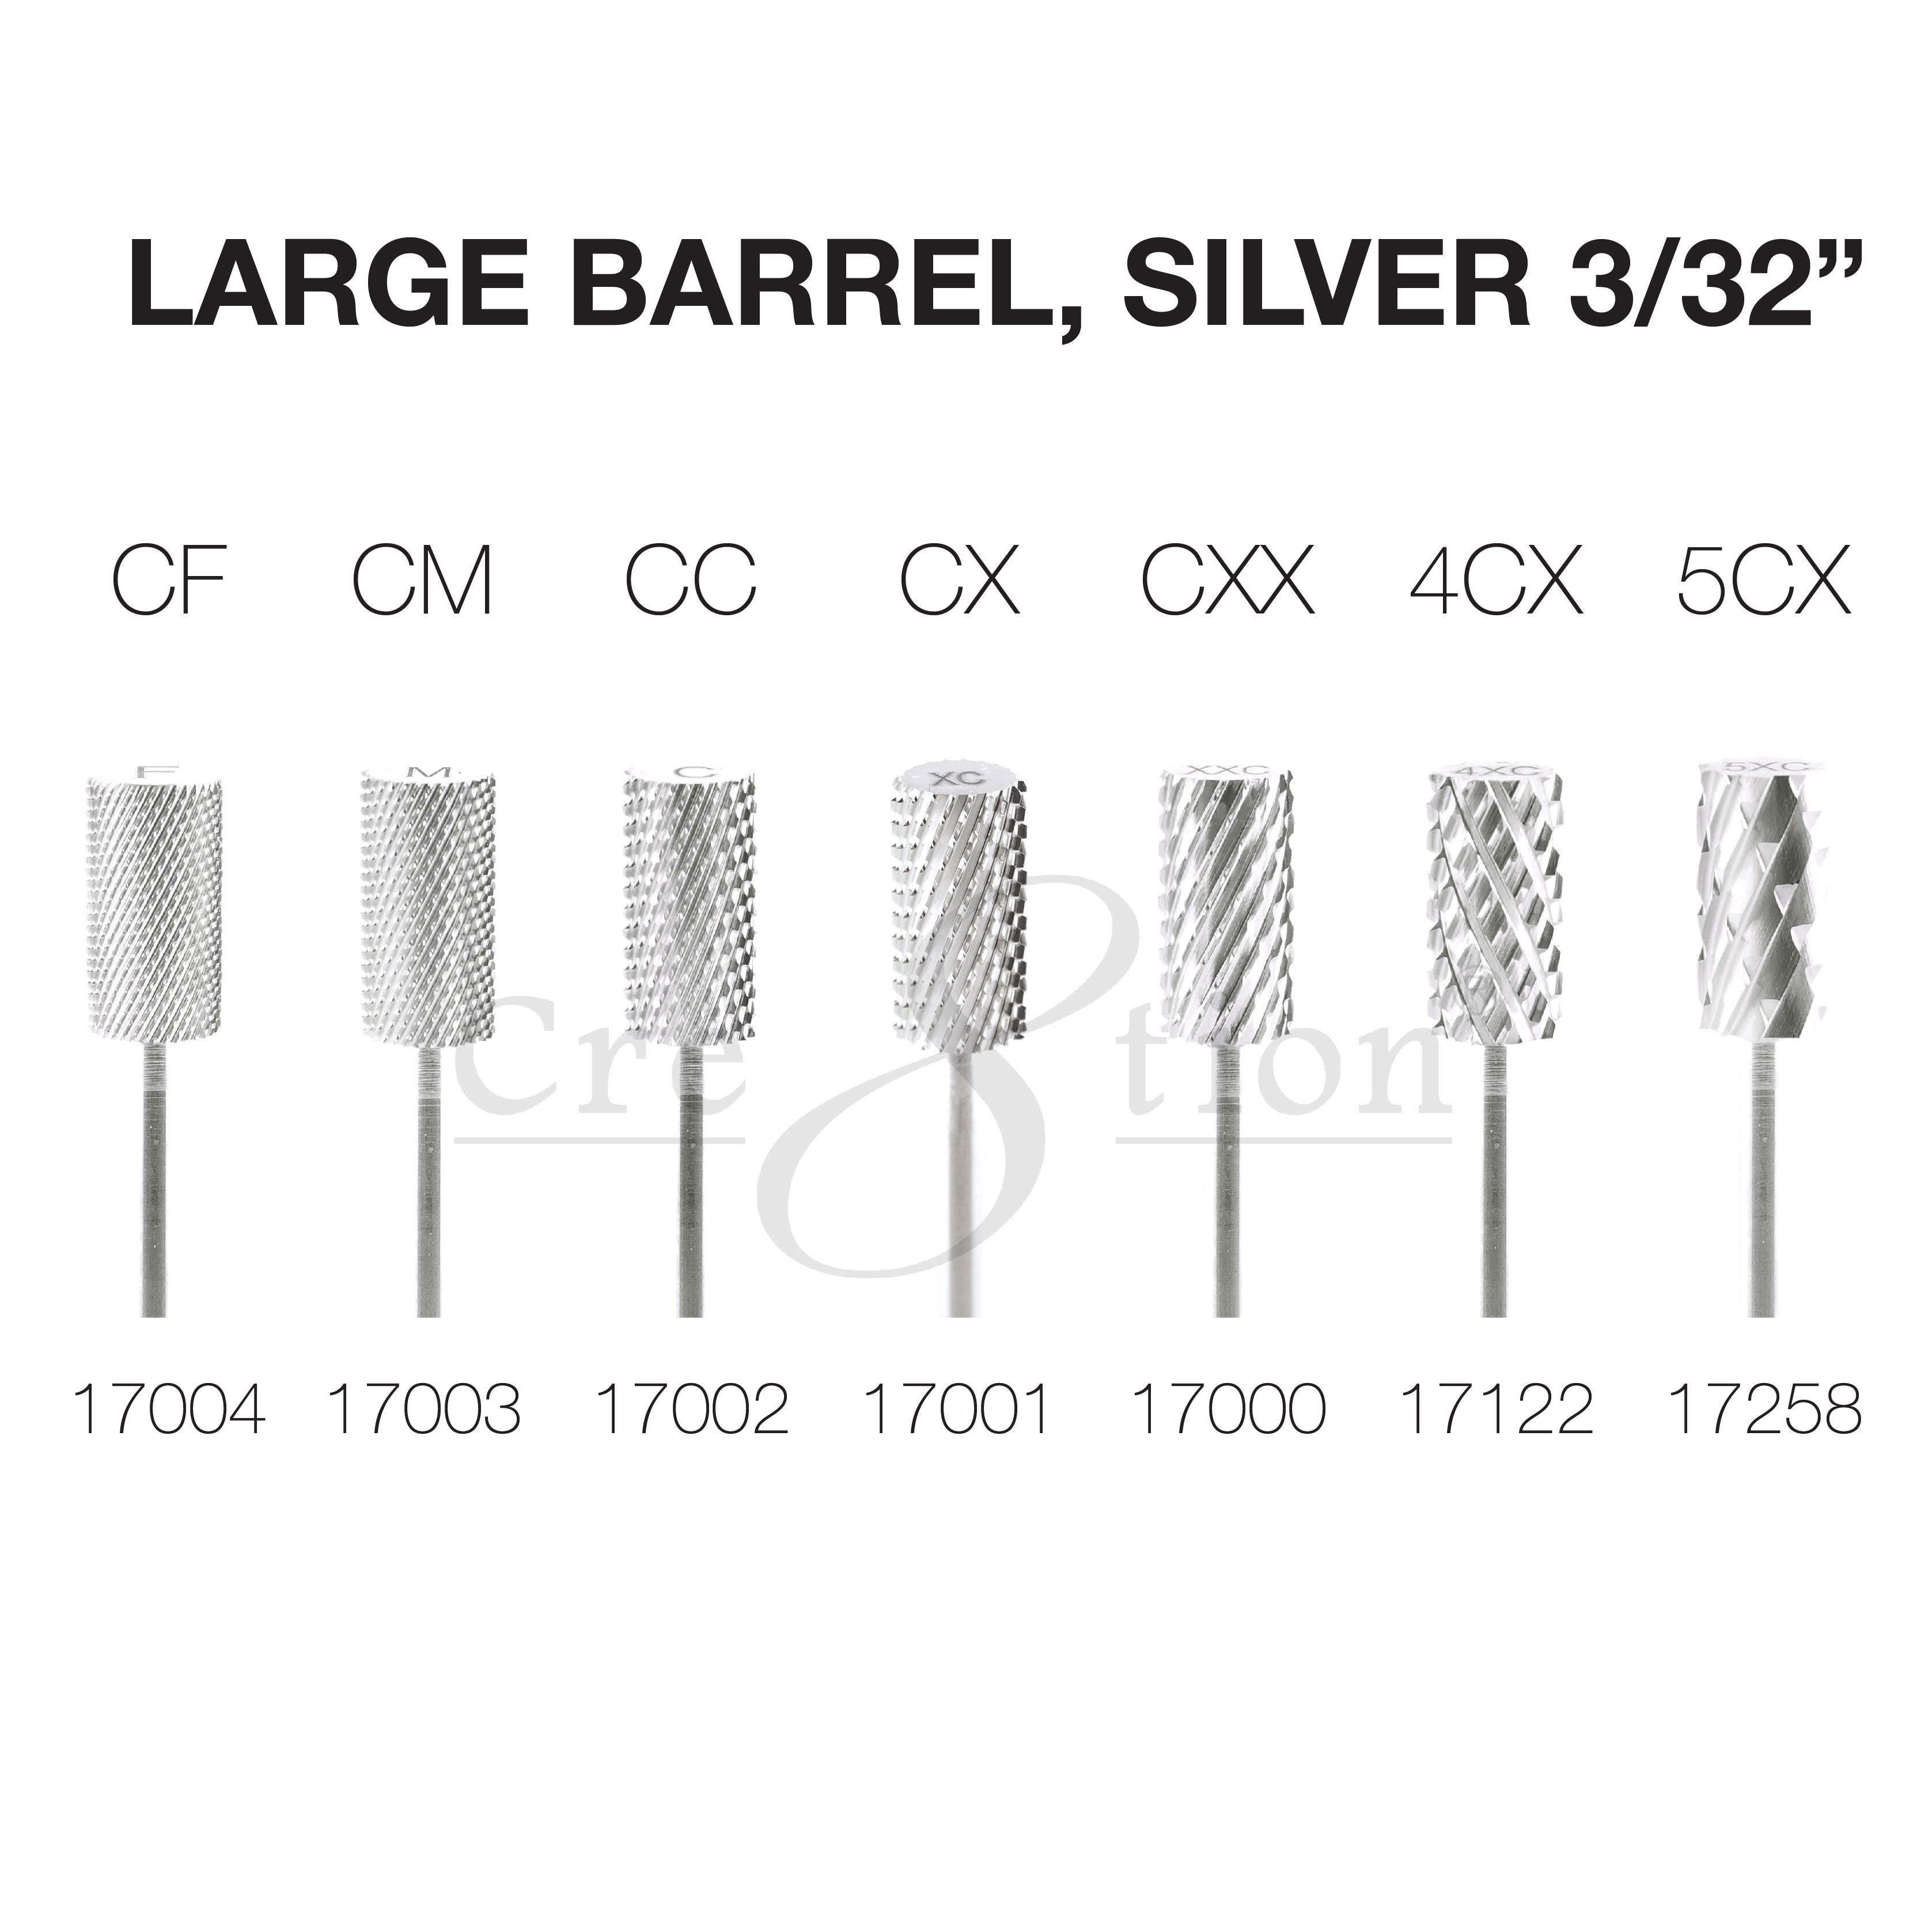 LARGE BARREL, SILVER 3/32”
CF CM CC CX CXX 4CX 5CX
F M C XC XXC 4XC 5XC
Cre8tion
17004 17003 17002 17001 17000 17122 17258